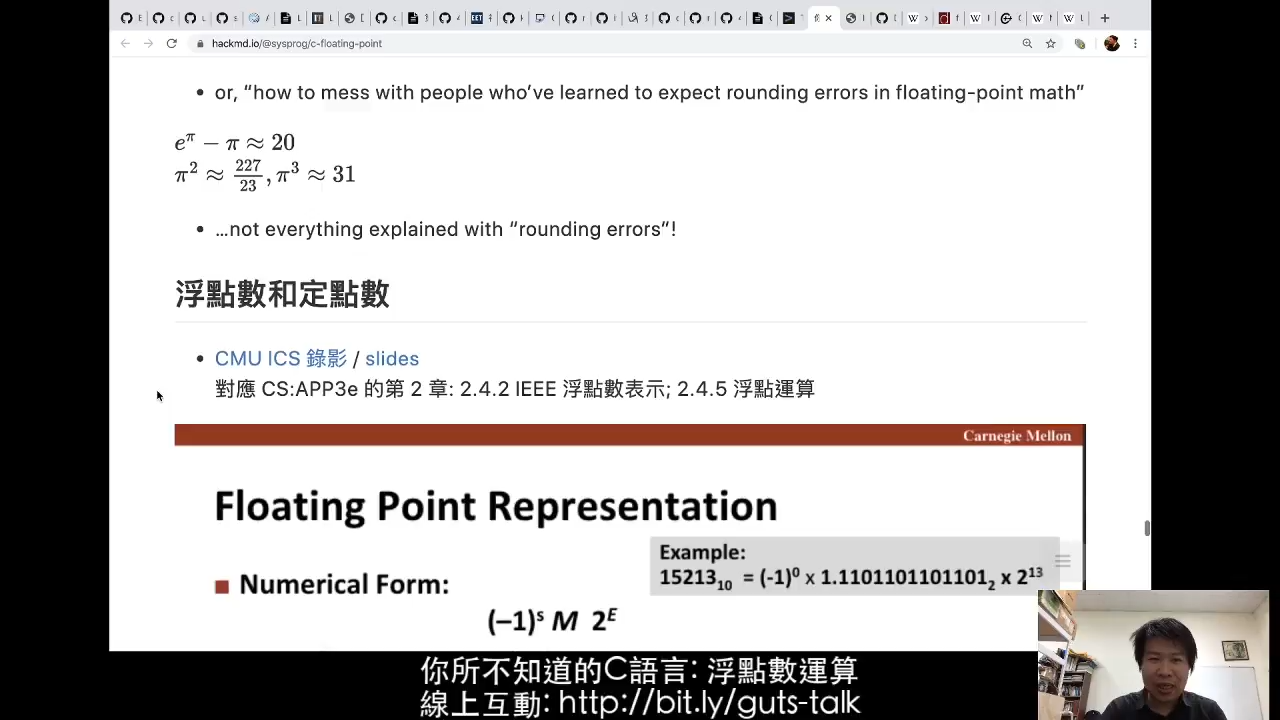 hackmd.io/@sysprog/c-floating-point
• or, “how to mess with people who’ve learned to expect rounding errors in floating-point math”
e^π − π ≈ 20
π² ≈ 227/23, π³ ≈ 31
• …not everything explained with “rounding errors”!
浮點數和定點數
• CMU ICS 錄影 / slides
對應 CS:APP3e 的第 2 章: 2.4.2 IEEE 浮點數表示; 2.4.5 浮點運算
Carnegie Mellon
Floating Point Representation
Example:
15213₁₀ = (-1)⁰ x 1.1101101101101₂ x 2¹³
■ Numerical Form:
(–1)ˢ M 2ᴱ
你所不知道的C語言: 浮點數運算
線上互動: http://bit.ly/guts-talk